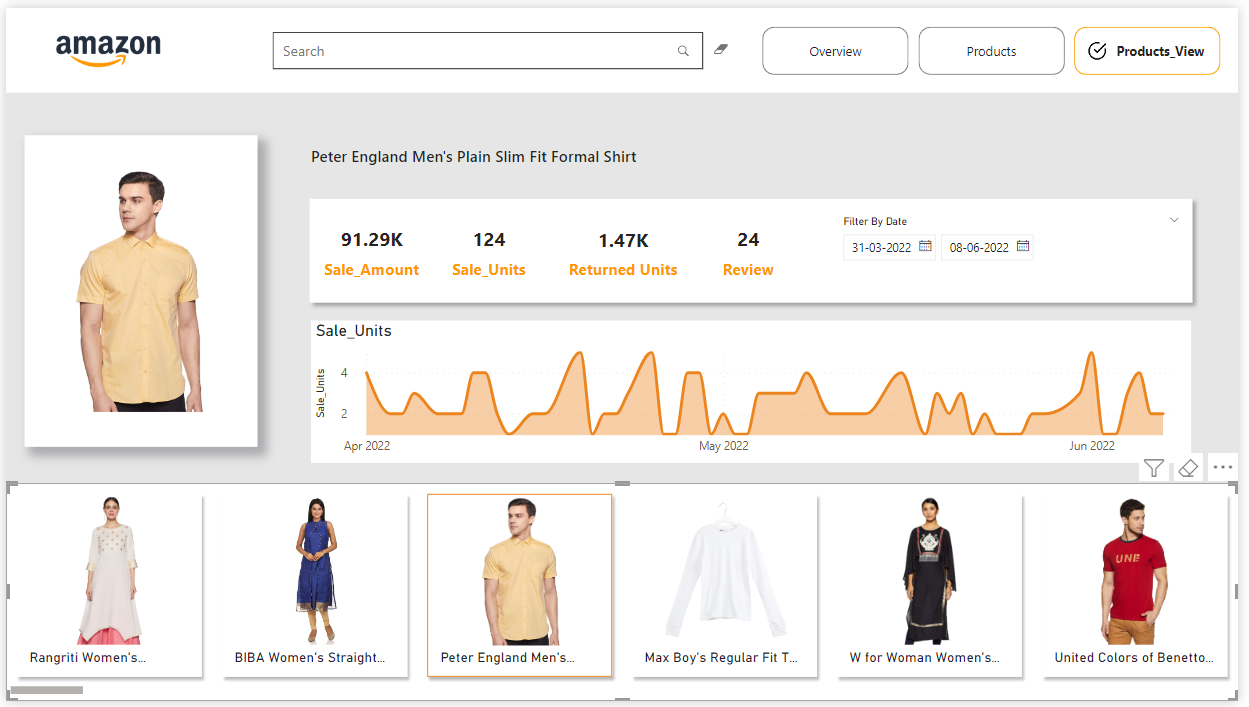 amazon
Search
Overview
Products
Products_View
Peter England Men's Plain Slim Fit Formal Shirt
91.29K
124
1.47K
24
Sale_Amount
Sale_Units
Returned Units
Review
Filter By Date
31-03-2022
08-06-2022
Sale_Units
Sale_Units
4
2
Apr 2022
May 2022
Jun 2022
UNE
Rangriti Women's...
BIBA Women's Straight...
Peter England Men's...
Max Boy's Regular Fit T...
W for Woman Women's...
United Colors of Benetto...